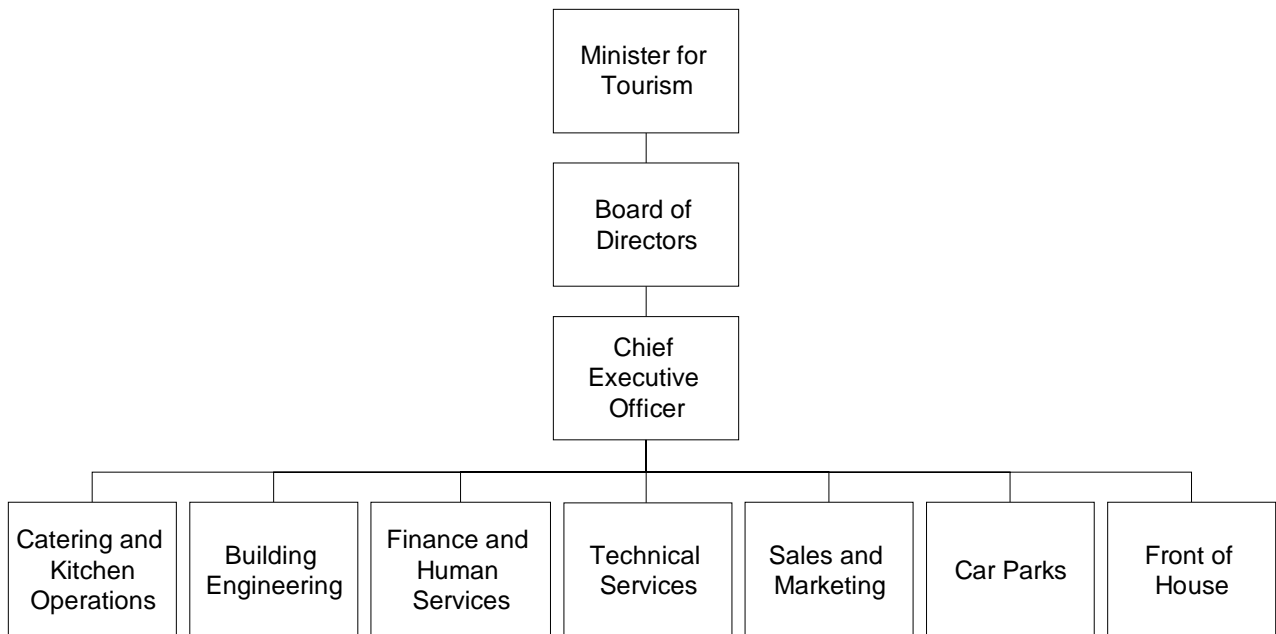 Minister for
Tourism
Board of
Directors
Chief
Executive
Officer
Catering and
Kitchen
Operations
Building
Engineering
Finance and
Human
Services
Technical
Services
Sales and
Marketing
Car Parks
Front of
House